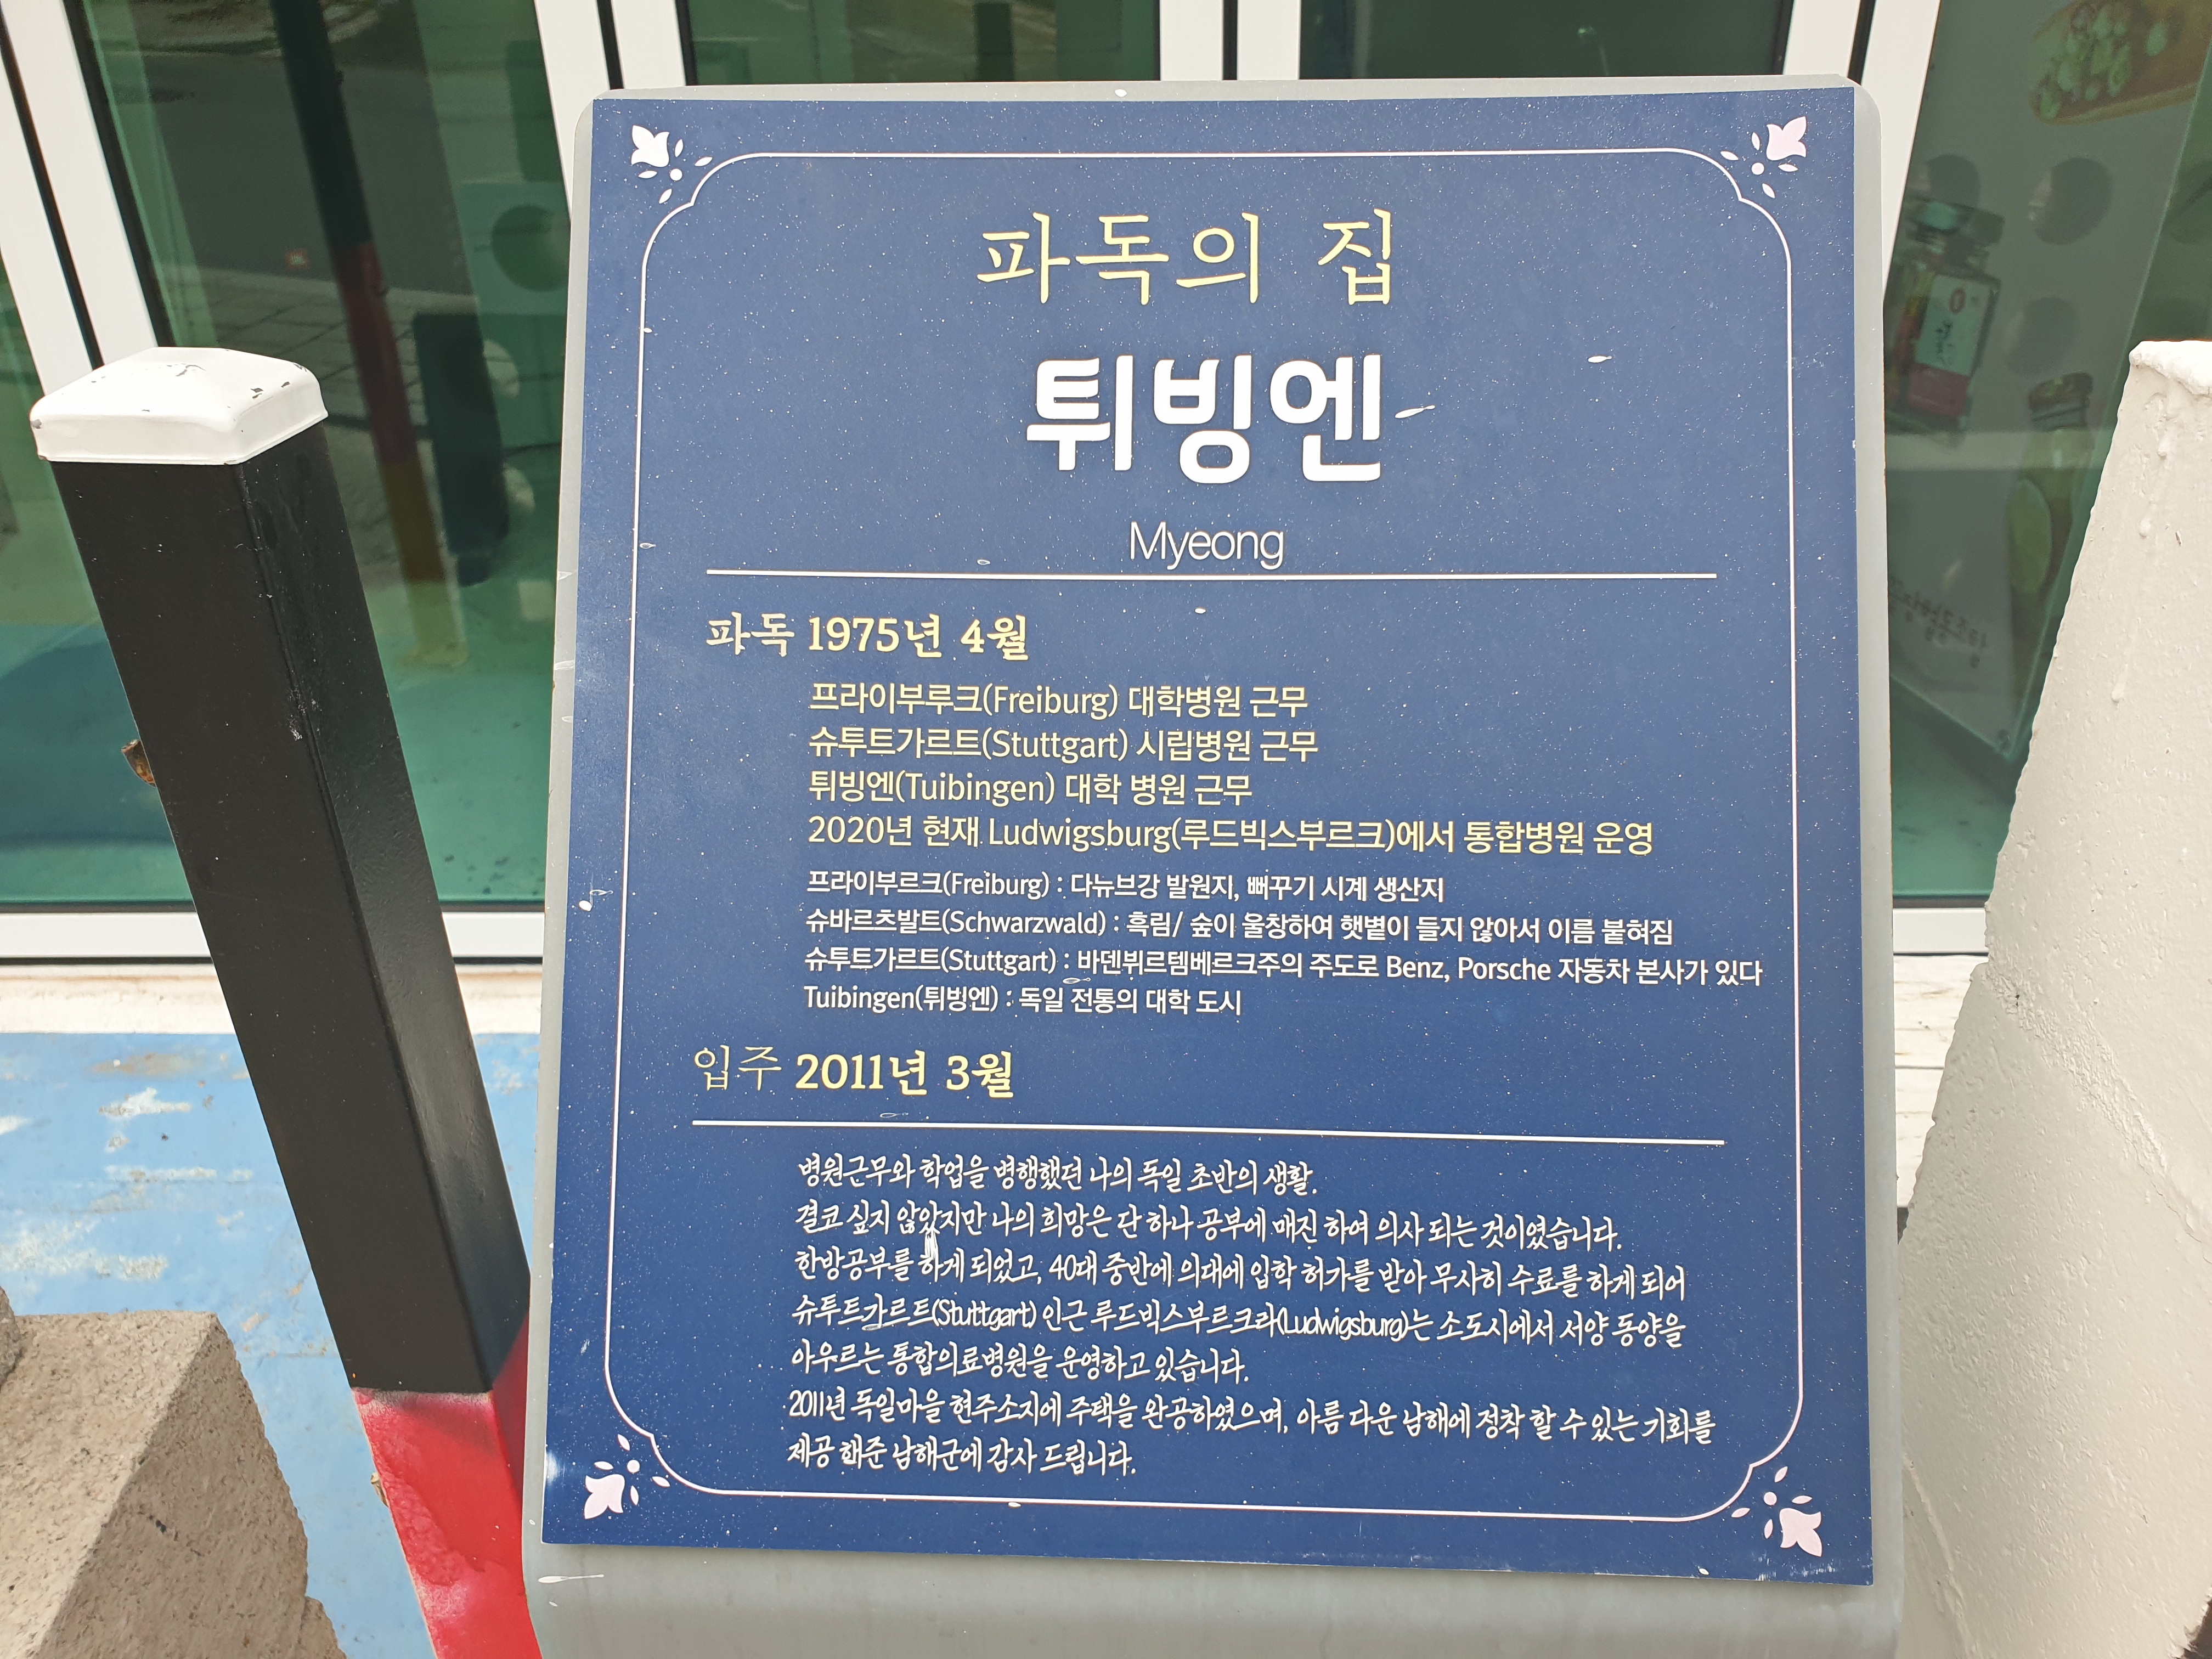 파독의 집
튀빙엔
Myeong
파독 1975년 4월
프라이부루크(Freiburg) 대학병원 근무
슈투트가르트(Stuttgart) 시립병원 근무
튀빙엔(Tuibingen) 대학 병원 근무
2020년 현재 Ludwigsburg(루드빅스부르크)에서 통합병원 운영
프라이부르크(Freiburg) : 다뉴브강 발원지, 뻐꾸기 시계 생산지
슈바르츠발트(Schwarzwald) : 흑림/ 숲이 울창하여 햇볕이 들지 않아서 이름 붙혀짐
슈투트가르트(Stuttgart) : 바덴뷔르템베르크주의 주도로 Benz, Porsche 자동차 본사가 있다
Tuibingen(튀빙엔) : 독일 전통의 대학 도시
입주 2011년 3월
병원근무와 학업을 병행했던 나의 독일 초반의 생활.
결코 싶지 않았지만 나의 희망은 단 하나 공부에 매진 하여 의사 되는 것이였습니다.
한방공부를 하게 되었고, 40대 중반에 의대에 입학 허가를 받아 무사히 수료를 하게 되어
슈투트가르트(Stuttgart) 인근 루드빅스부르크라(Ludwigsburg)는 소도시에서 서양 동양을
아우르는 통합의료병원을 운영하고 있습니다.
2011년 독일마을 현주소지에 주택을 완공하였으며, 아름 다운 남해에 정착 할 수 있는 기회를
제공 해준 남해군에 감사 드립니다.